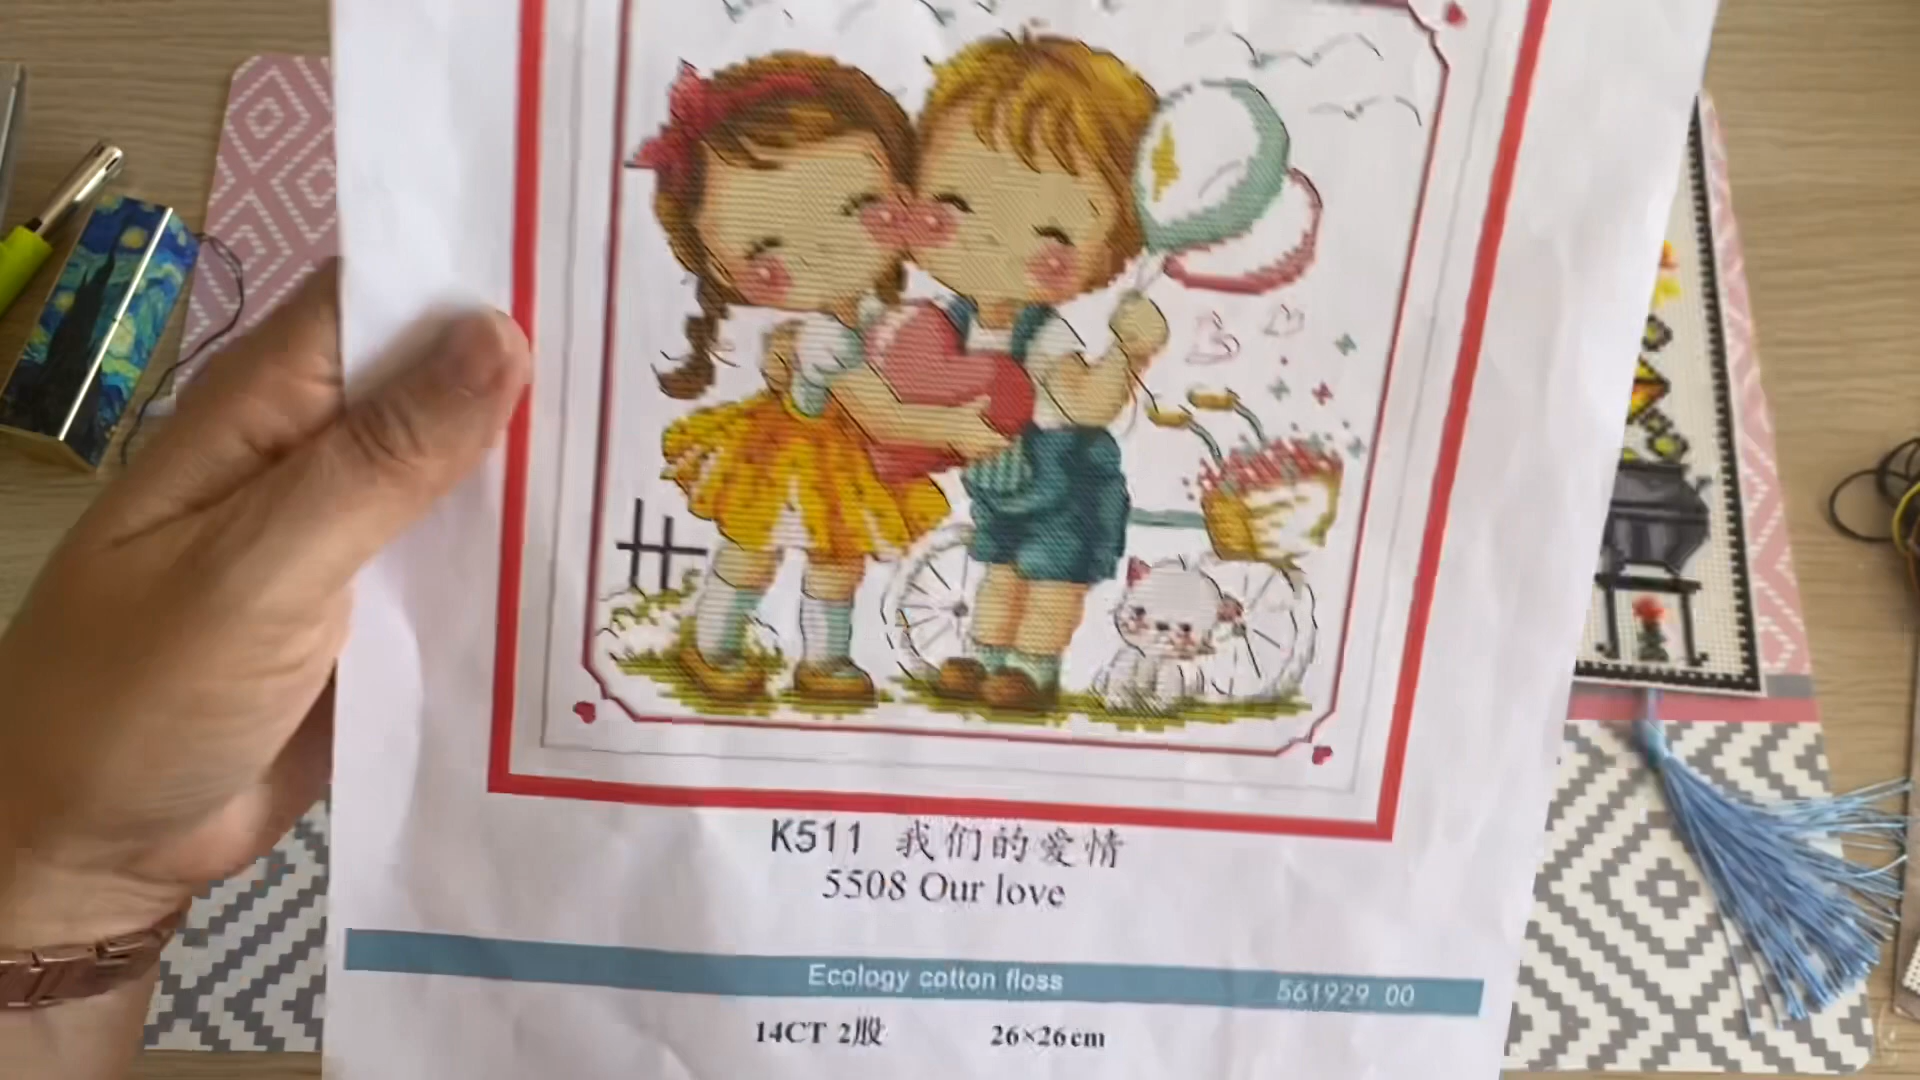 K511 我们的爱情
5508 Our love
Ecology cotton floss 561929 00
14CT 2股 26×26cm